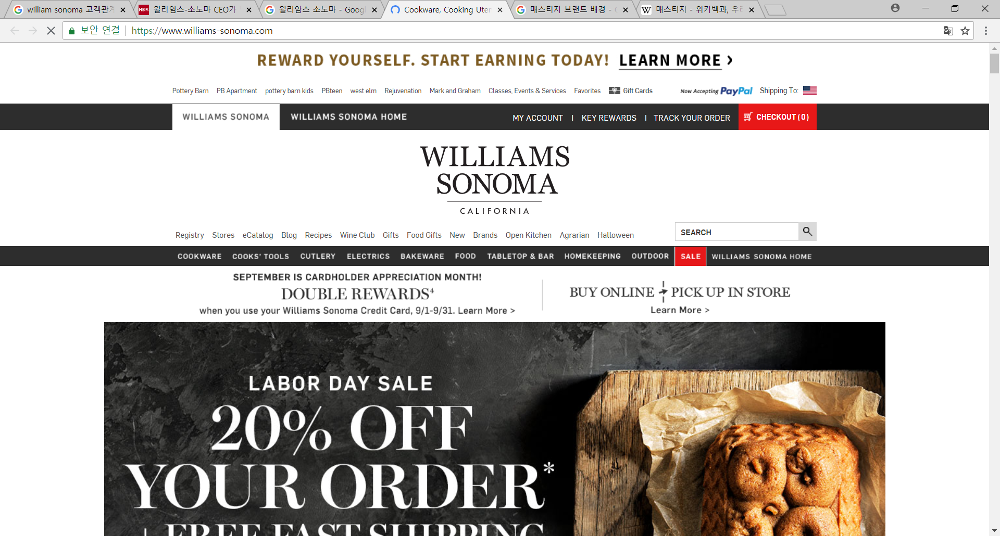 william sonoma 고객관계
HBR 윌리엄스-소노마 CEO가
윌리암스 소노마 - Googl
Cookware, Cooking Uten
매스티지 브랜드 배경 - G
W 매스티지 - 위키백과, 우리
보안 연결 https://www.williams-sonoma.com
REWARD YOURSELF. START EARNING TODAY! LEARN MORE >
Pottery Barn PB Apartment pottery barn kids PBteen west elm Rejuvenation Mark and Graham Classes, Events & Services Favorites Gift Cards Now Accepting PayPal Shipping To:
WILLIAMS SONOMA WILLIAMS SONOMA HOME MY ACCOUNT | KEY REWARDS | TRACK YOUR ORDER CHECKOUT (0)
WILLIAMS
SONOMA
CALIFORNIA
Registry Stores eCatalog Blog Recipes Wine Club Gifts Food Gifts New Brands Open Kitchen Agrarian Halloween SEARCH
COOKWARE COOKS' TOOLS CUTLERY ELECTRICS BAKEWARE FOOD TABLETOP & BAR HOMEKEEPING OUTDOOR SALE WILLIAMS SONOMA HOME
SEPTEMBER IS CARDHOLDER APPRECIATION MONTH!
DOUBLE REWARDS⁴
when you use your Williams Sonoma Credit Card, 9/1-9/31. Learn More >
BUY ONLINE PICK UP IN STORE
Learn More >
LABOR DAY SALE
20% OFF
YOUR ORDER*
+ FREE FAST SHIPPING